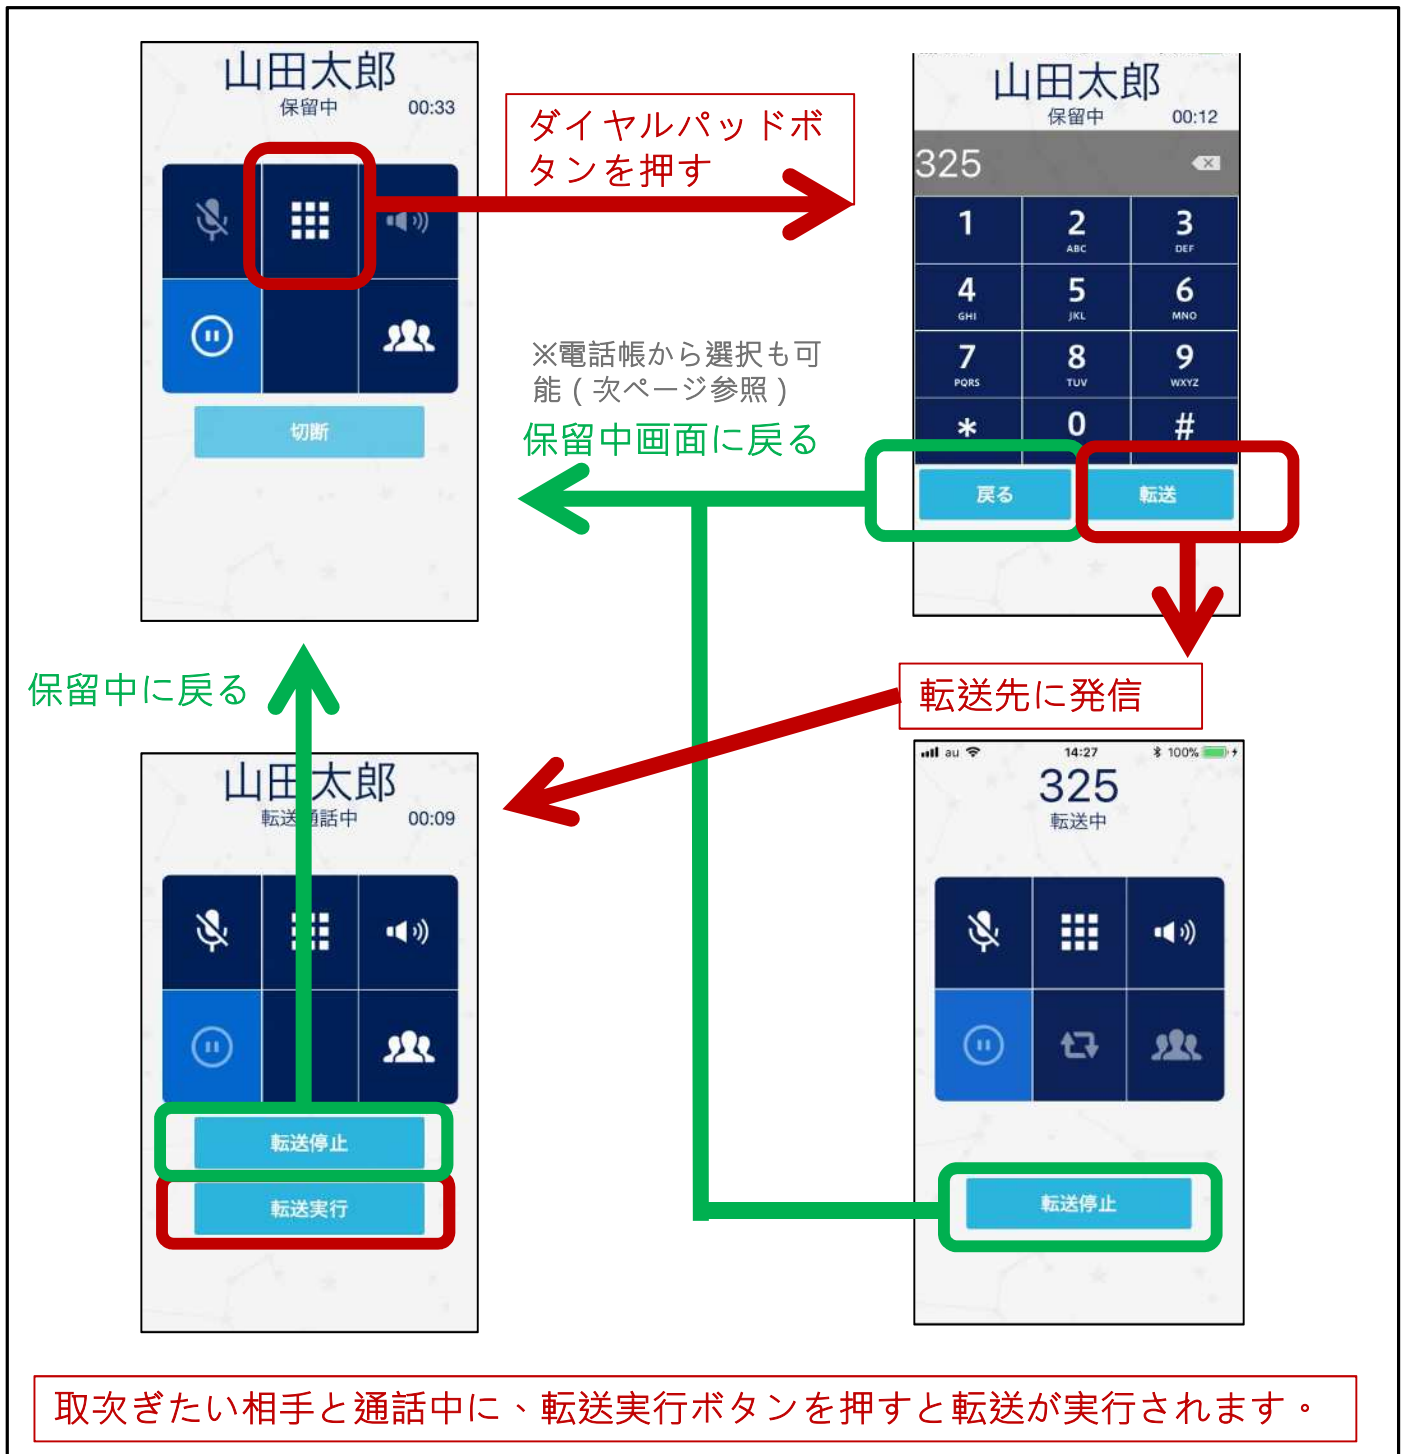 山田太郎
保留中 00:33
ダイヤルパッドボ
タンを押す
切断
山田太郎
保留中 00:12
325
1 2 3
ABC DEF
4 5 6
GHI JKL MNO
7 8 9
PQRS TUV WXYZ
* 0 #
戻る 転送
※電話帳から選択も可
能(次ページ参照)
保留中画面に戻る
保留中に戻る
転送先に発信
山田太郎
転送通話中 00:09
転送停止
転送実行
au 14:27 100%
325
転送中
転送停止
取次ぎたい相手と通話中に、転送実行ボタンを押すと転送が実行されます。